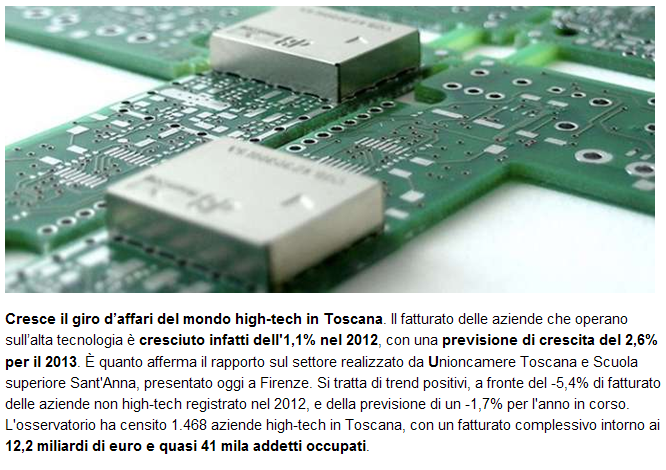 Cresce il giro d'affari del mondo high-tech in Toscana. Il fatturato delle aziende che operano
sull'alta tecnologia è cresciuto infatti dell'1,1% nel 2012, con una previsione di crescita del 2,6%
per il 2013. È quanto afferma il rapporto sul settore realizzato da Unioncamere Toscana e Scuola
superiore Sant'Anna, presentato oggi a Firenze. Si tratta di trend positivi, a fronte del -5,4% di fatturato
delle aziende non high-tech registrato nel 2012, e della previsione di un -1,7% per l'anno in corso.
L'osservatorio ha censito 1.468 aziende high-tech in Toscana, con un fatturato complessivo intorno ai
12,2 miliardi di euro e quasi 41 mila addetti occupati.